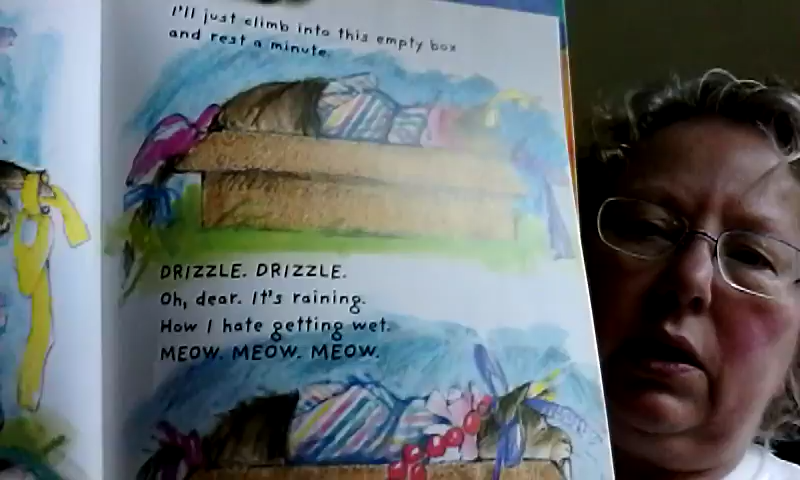 I'll just climb into this empty box
and rest a minute.
DRIZZLE. DRIZZLE.
Oh, dear. It's raining.
How I hate getting wet.
MEOW. MEOW. MEOW.